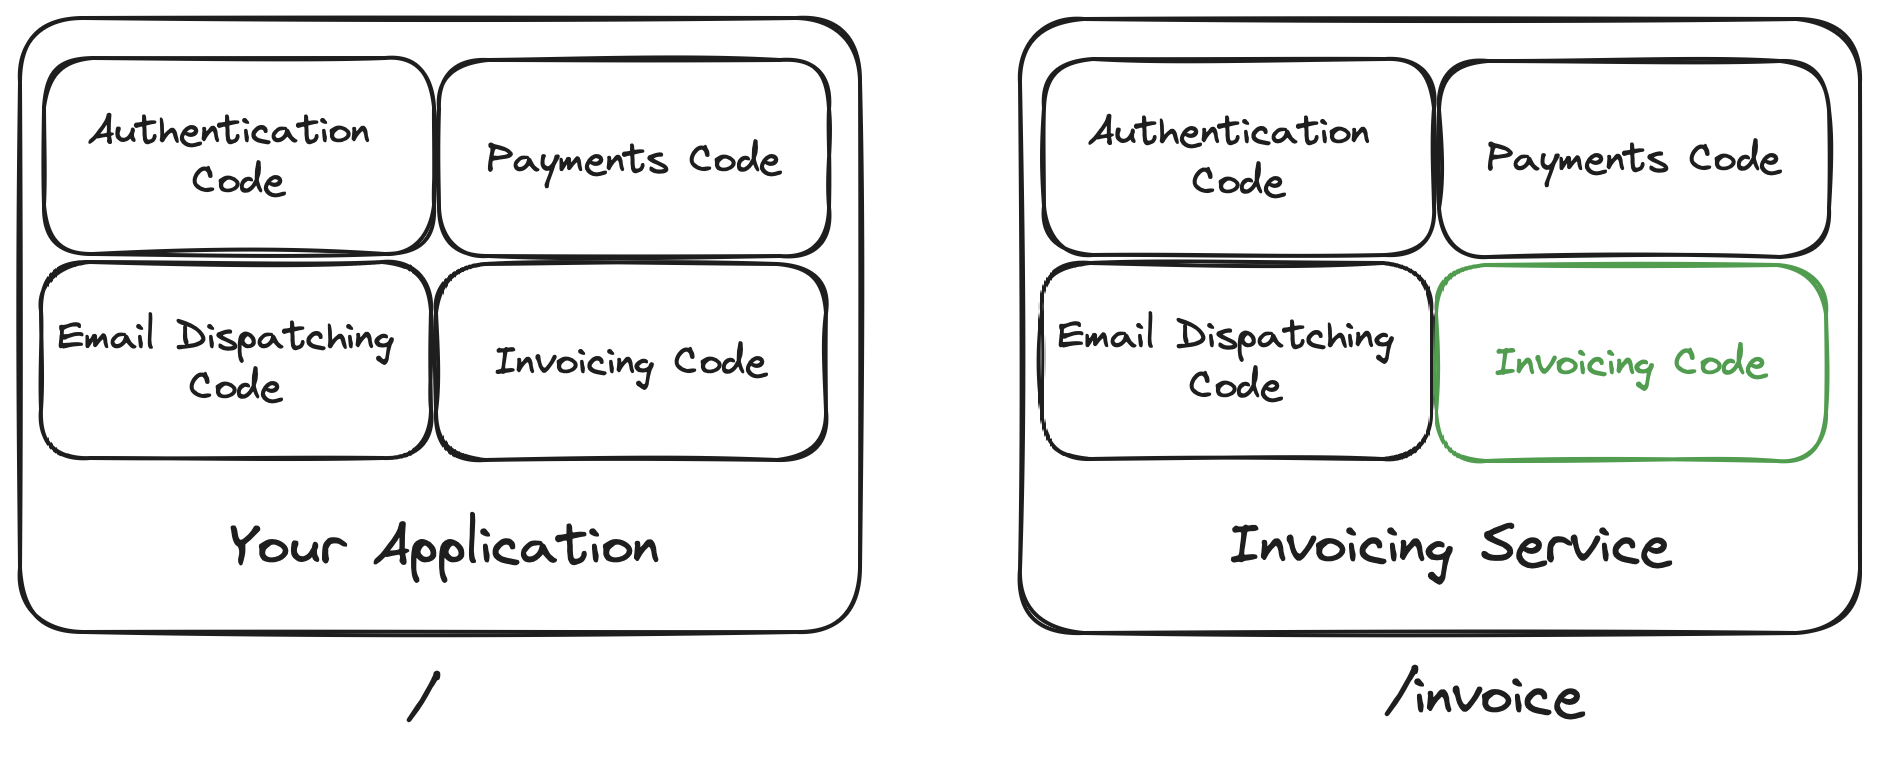 Authentication
Code
Payments Code
Email Dispatching
Code
Invoicing Code
Your Application
/
Authentication
Code
Payments Code
Email Dispatching
Code
Invoicing Code
Invoicing Service
/invoice